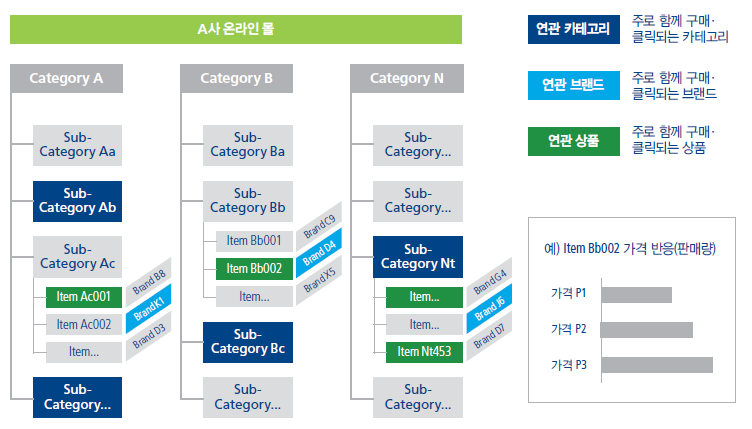 A사 온라인 몰
Category A
Sub-
Category Aa
Sub-
Category Ab
Sub-
Category Ac
Item Ac001
Item Ac002
Item...
Brand B8
Brand K1
Brand D3
Sub-
Category...
Category B
Sub-
Category Ba
Sub-
Category Bb
Item Bb001
Item Bb002
Item...
Brand C9
Brand D4
Brand X5
Sub-
Category Bc
Sub-
Category...
Category N
Sub-
Category...
Sub-
Category...
Sub-
Category Nt
Item...
Item...
Item Nt453
Brand G4
Brand J6
Brand D7
Sub-
Category...
연관 카테고리
주로 함께 구매·
클릭되는 카테고리
연관 브랜드
주로 함께 구매·
클릭되는 브랜드
연관 상품
주로 함께 구매·
클릭되는 상품
예) Item Bb002 가격 반응(판매량)
가격 P1
가격 P2
가격 P3